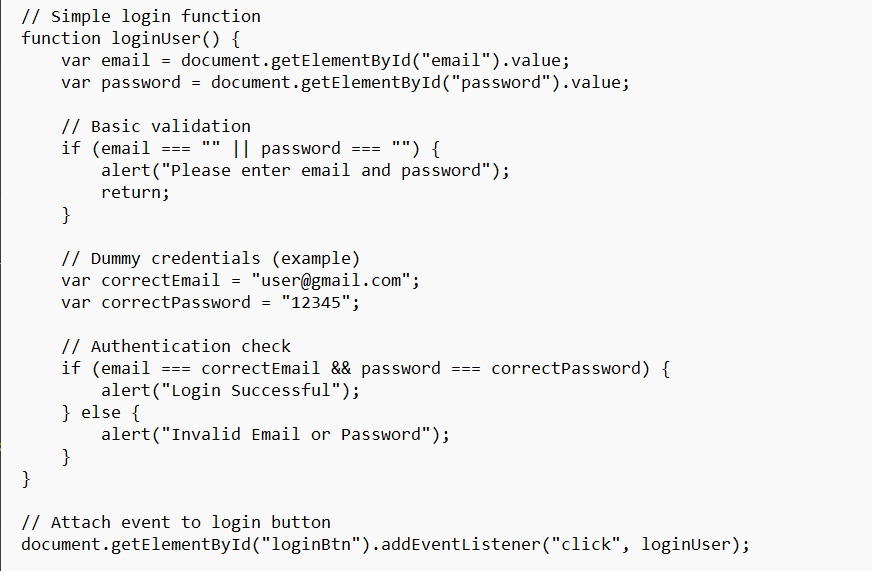 // Simple login function
function loginUser() {
    var email = document.getElementById("email").value;
    var password = document.getElementById("password").value;

    // Basic validation
    if (email === "" || password === "") {
        alert("Please enter email and password");
        return;
    }

    // Dummy credentials (example)
    var correctEmail = "user@gmail.com";
    var correctPassword = "12345";

    // Authentication check
    if (email === correctEmail && password === correctPassword) {
        alert("Login Successful");
    } else {
        alert("Invalid Email or Password");
    }
}

// Attach event to login button
document.getElementById("loginBtn").addEventListener("click", loginUser);